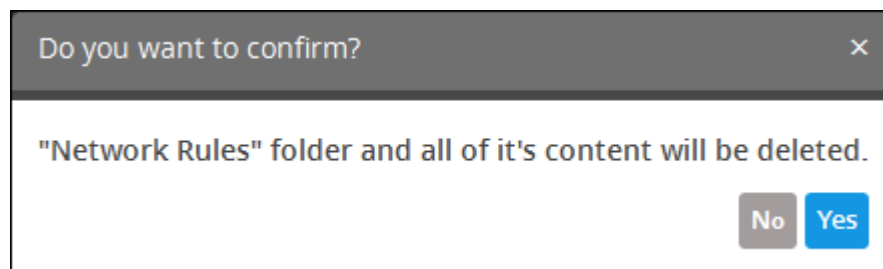 Do you want to confirm? ×
"Network Rules" folder and all of it's content will be deleted.
No Yes